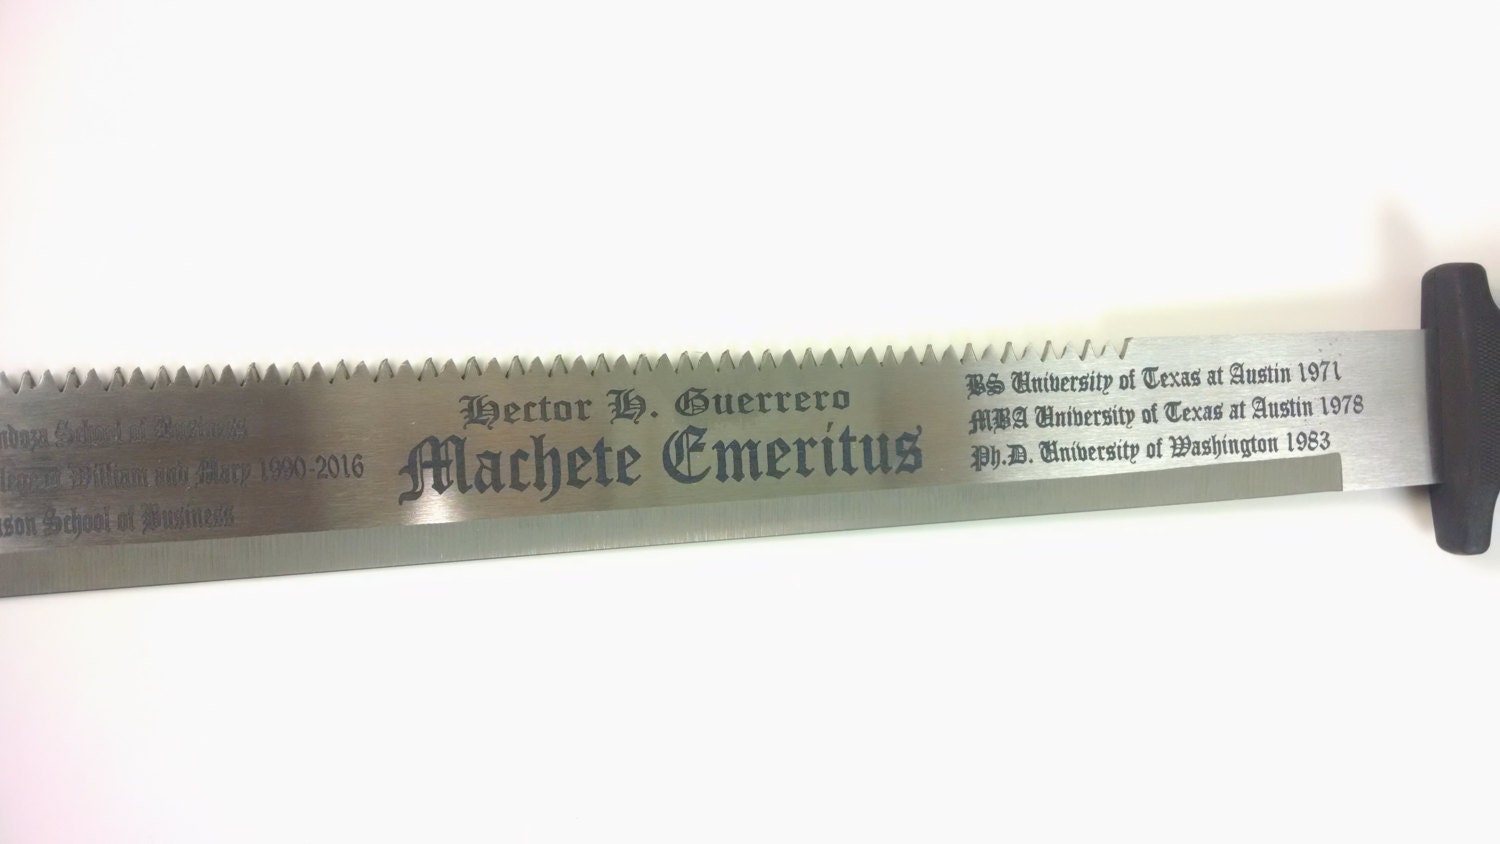 School of Business
William and Mary 1990-2016
School of Business
Hector H. Guerrero
Machete Emeritus
BS University of Texas at Austin 1971
MBA University of Texas at Austin 1978
Ph.D. University of Washington 1983